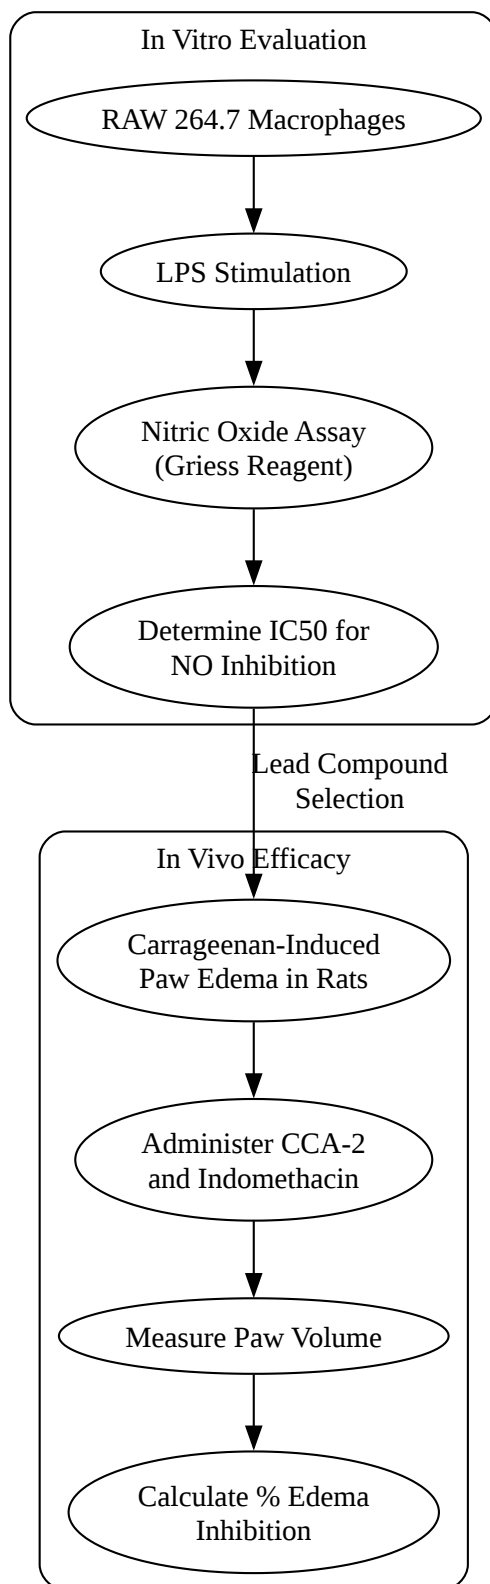 In Vitro Evaluation
RAW 264.7 Macrophages
LPS Stimulation
Nitric Oxide Assay
(Griess Reagent)
Determine IC50 for
NO Inhibition
Lead Compound
Selection
In Vivo Efficacy
Carrageenan-Induced
Paw Edema in Rats
Administer CCA-2
and Indomethacin
Measure Paw Volume
Calculate % Edema
Inhibition